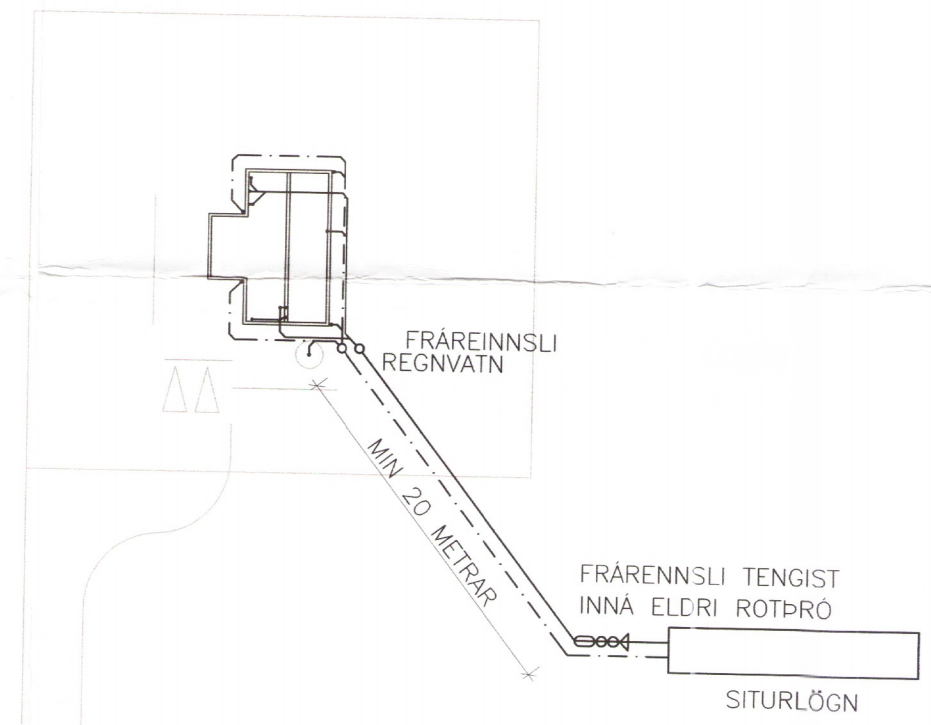 FRÁREINNSLI
REGNVATN
MIN 20 METRAR
FRÁRENNSLI TENGIST
INNÁ ELDRI ROTÞRÓ
SITURLÖGN